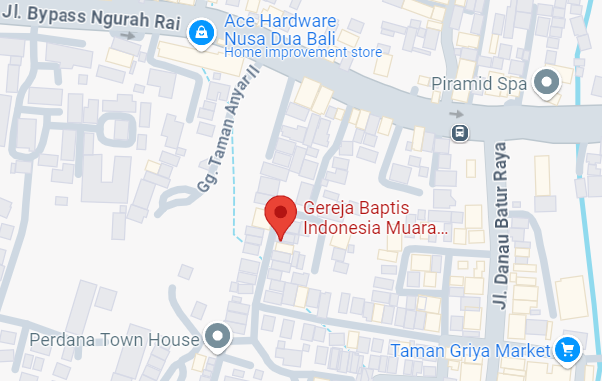 Jl. Bypass Ngurah Rai
Ace Hardware
Nusa Dua Bali
Home improvement store
Piramid Spa
Gg. Taman Anyar II
Gereja Baptis
Indonesia Muara...
Jl. Danau Batur Raya
Perdana Town House
Taman Griya Market